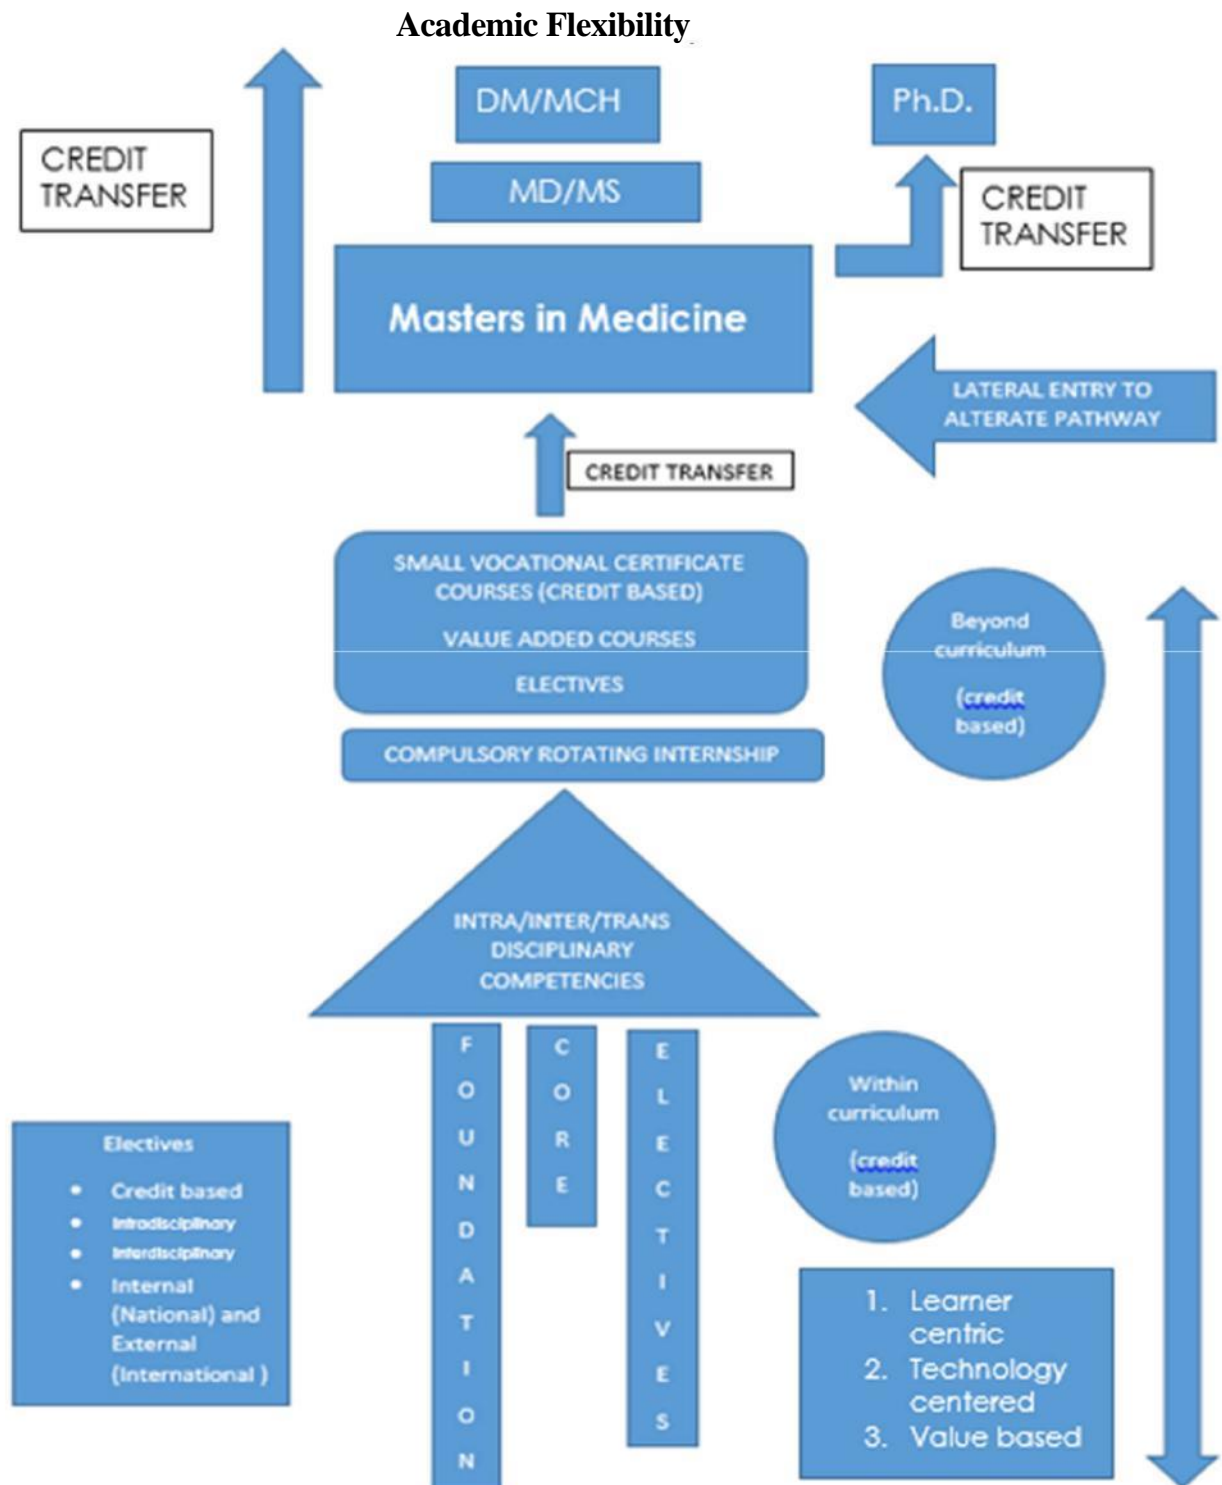 Academic Flexibility
DM/MCH
Ph.D.
CREDIT
TRANSFER
MD/MS
CREDIT
TRANSFER
Masters in Medicine
LATERAL ENTRY TO
ALTERATE PATHWAY
CREDIT TRANSFER
SMALL VOCATIONAL CERTIFICATE
COURSES (CREDIT BASED)
VALUE ADDED COURSES
ELECTIVES
Beyond
curriculum
(credit
based)
COMPULSORY ROTATING INTERNSHIP
INTRA/INTER/TRANS
DISCIPLINARY
COMPETENCIES
FOUNDATION
CORE
ELECTIVES
Within
curriculum
(credit
based)
Electives
• Credit based
• Intradisciplinary
• Interdisciplinary
• Internal
(National) and
External
(International )
1. Learner
centric
2. Technology
centered
3. Value based